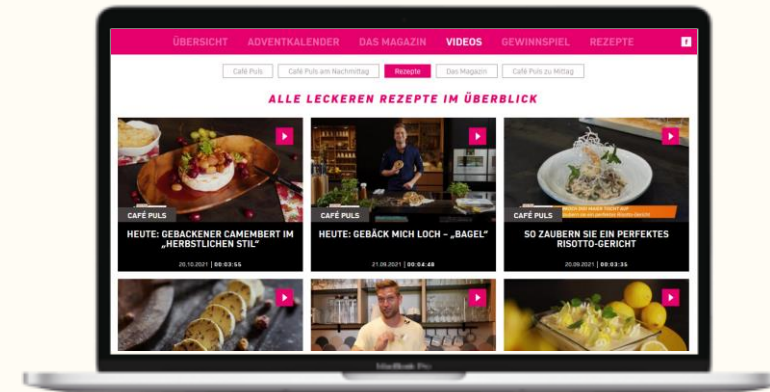 ÜBERSICHT ADVENTKALENDER DAS MAGAZIN VIDEOS GEWINNSPIEL REZEPTE f
Café Puls Café Puls am Nachmittag Rezepte Das Magazin Café Puls zu Mittag
ALLE LECKEREN REZEPTE IM ÜBERBLICK
CAFÉ PULS
HEUTE: GEBACKENER CAMEMBERT IM
„HERBSTLICHEN STIL“
20.10.2021 | 00:03:55
CAFÉ PULS
HEUTE: GEBÄCK MICH LOCH – „BAGEL“
21.09.2021 | 00:04:48
CAFÉ PULS
SO ZAUBERN SIE EIN PERFEKTES
RISOTTO-GERICHT
20.09.2021 | 00:03:35
MacBook Pro